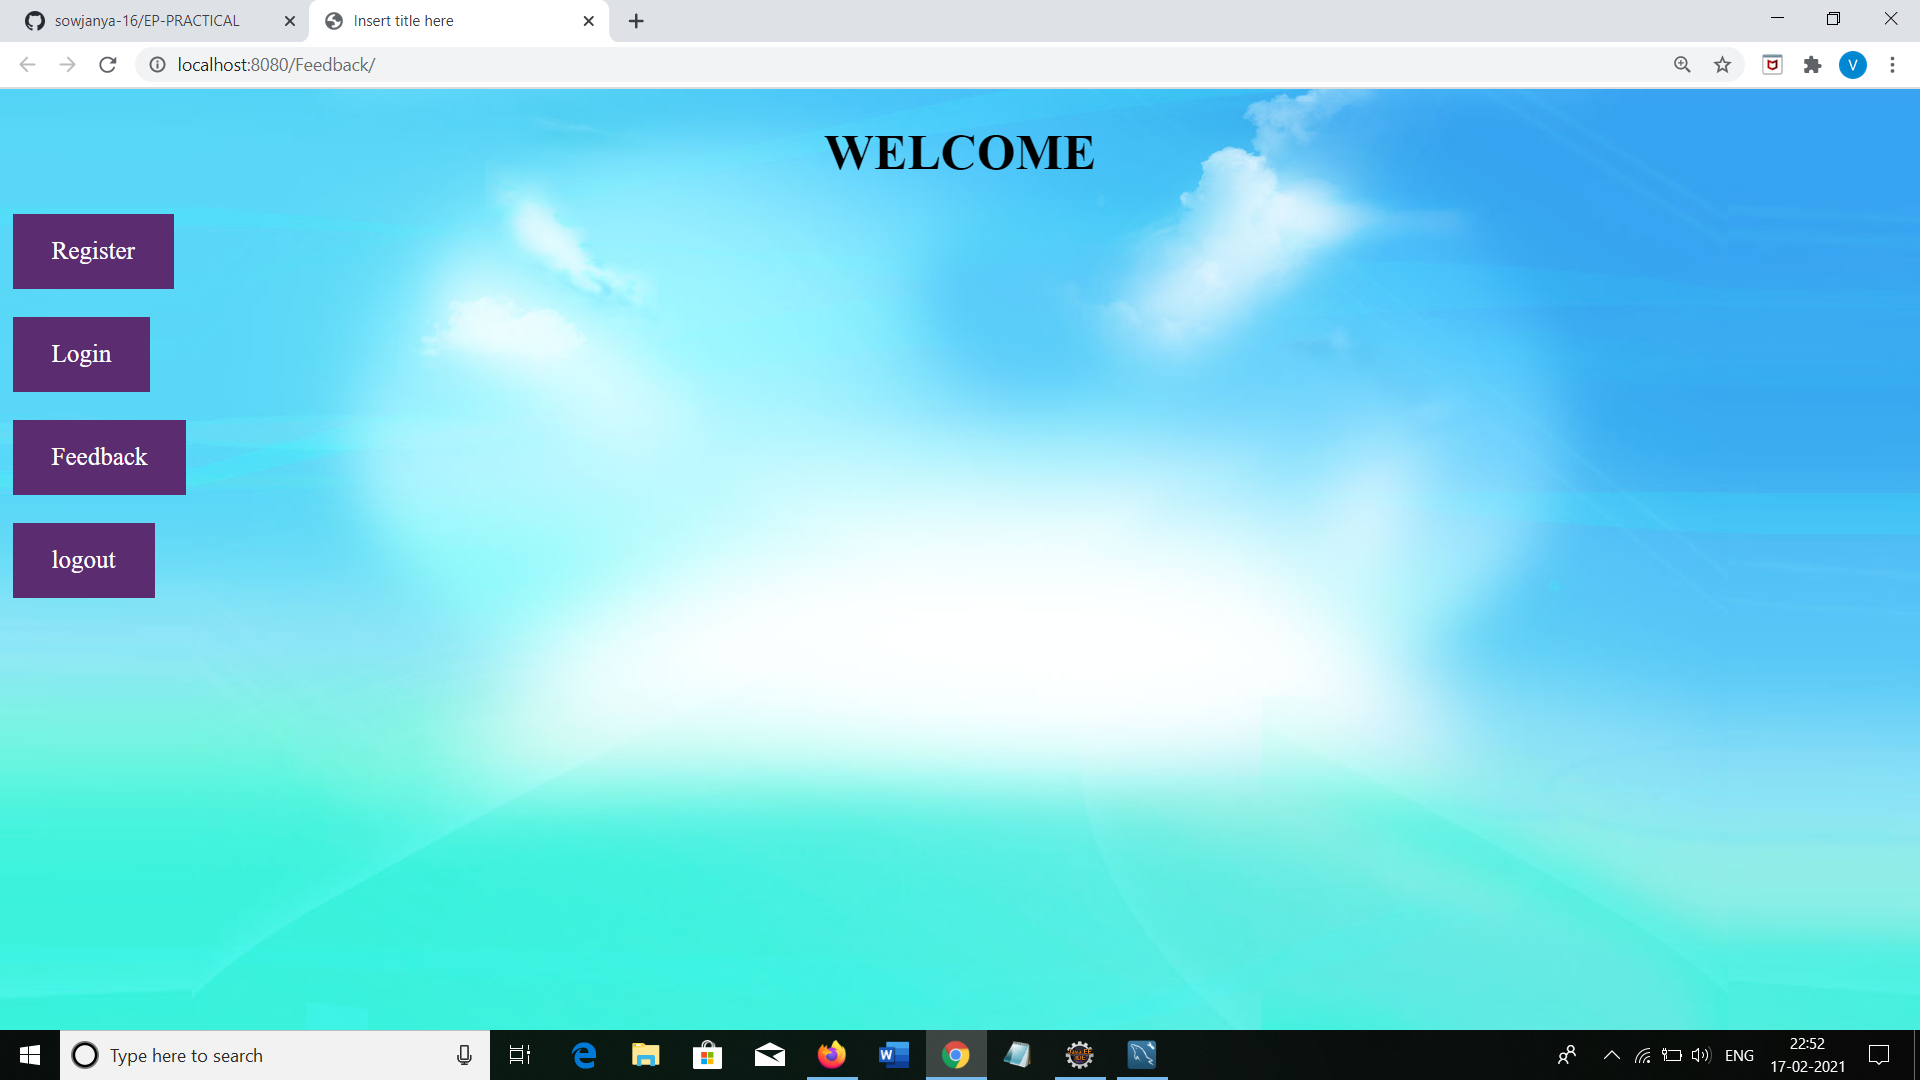 sowjanya-16/EP-PRACTICAL
Insert title here
localhost:8080/Feedback/
V
WELCOME
Register
Login
Feedback
logout
Type here to search
ENG
22:52
17-02-2021